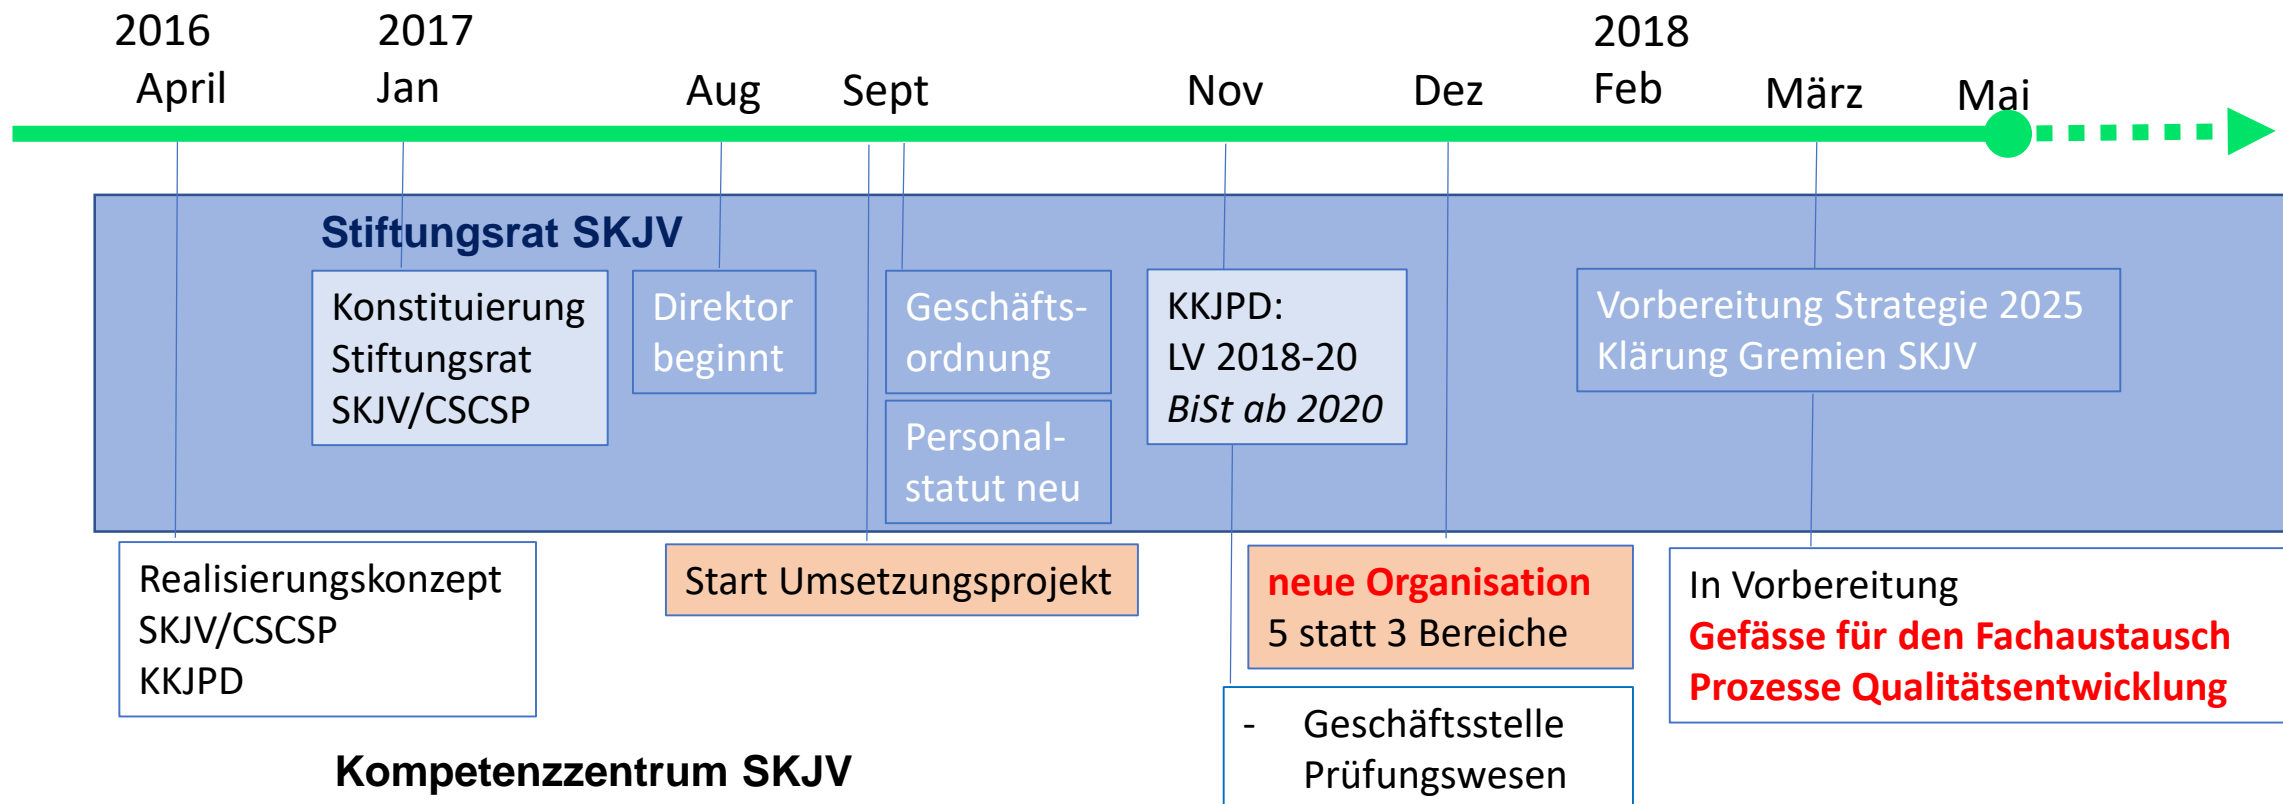 2016
April
2017
Jan
Aug
Sept
Nov
Dez
2018
Feb
März
Mai
Stiftungsrat SKJV
Konstituierung
Stiftungsrat
SKJV/CSCSP
Direktor
beginnt
Geschäfts-
ordnung
Personal-
statut neu
KKJPD:
LV 2018-20
BiSt ab 2020
Vorbereitung Strategie 2025
Klärung Gremien SKJV
Realisierungskonzept
SKJV/CSCSP
KKJPD
Start Umsetzungsprojekt
neue Organisation
5 statt 3 Bereiche
In Vorbereitung
Gefässe für den Fachaustausch
Prozesse Qualitätsentwicklung
- Geschäftsstelle
Prüfungswesen
Kompetenzzentrum SKJV